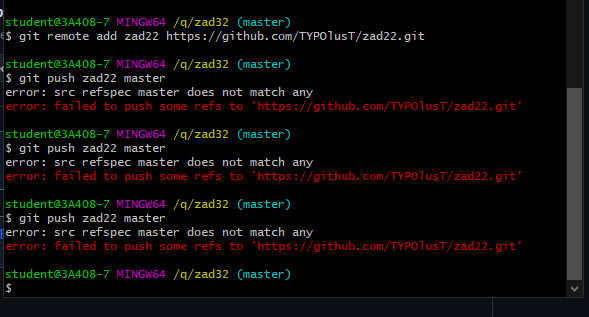 student@3A408-7 MINGW64 /q/zad32 (master)
$ git remote add zad22 https://github.com/TYPOlusT/zad22.git
student@3A408-7 MINGW64 /q/zad32 (master)
$ git push zad22 master
error: src refspec master does not match any
error: failed to push some refs to 'https://github.com/TYPOlusT/zad22.git'
student@3A408-7 MINGW64 /q/zad32 (master)
$ git push zad22 master
error: src refspec master does not match any
error: failed to push some refs to 'https://github.com/TYPOlusT/zad22.git'
student@3A408-7 MINGW64 /q/zad32 (master)
$ git push zad22 master
error: src refspec master does not match any
error: failed to push some refs to 'https://github.com/TYPOlusT/zad22.git'
student@3A408-7 MINGW64 /q/zad32 (master)
$